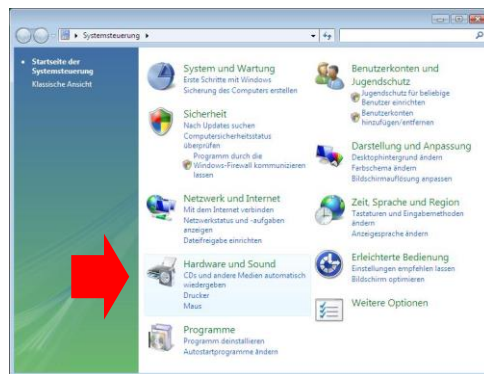 Systemsteuerung
Startseite der
Systemsteuerung
Klassische Ansicht
System und Wartung
Erste Schritte mit Windows
Sicherung des Computers erstellen
Sicherheit
Nach Updates suchen
Computersicherheitsstatus
überprüfen
Programm durch die
Windows-Firewall kommunizieren
lassen
Netzwerk und Internet
Mit dem Internet verbinden
Netzwerkstatus und -aufgaben
anzeigen
Dateifreigabe einrichten
Hardware und Sound
CDs und andere Medien automatisch
wiedergeben
Drucker
Maus
Programme
Programm deinstallieren
Autostartprogramme ändern
Benutzerkonten und
Jugendschutz
Jugendschutz für beliebige
Benutzer einrichten
Benutzerkonten
hinzufügen/entfernen
Darstellung und Anpassung
Desktophintergrund ändern
Farbschema ändern
Bildschirmauflösung anpassen
Zeit, Sprache und Region
Tastaturen und Eingabemethoden
ändern
Anzeigesprache ändern
Erleichterte Bedienung
Einstellungen empfehlen lassen
Bildschirm optimieren
Weitere Optionen